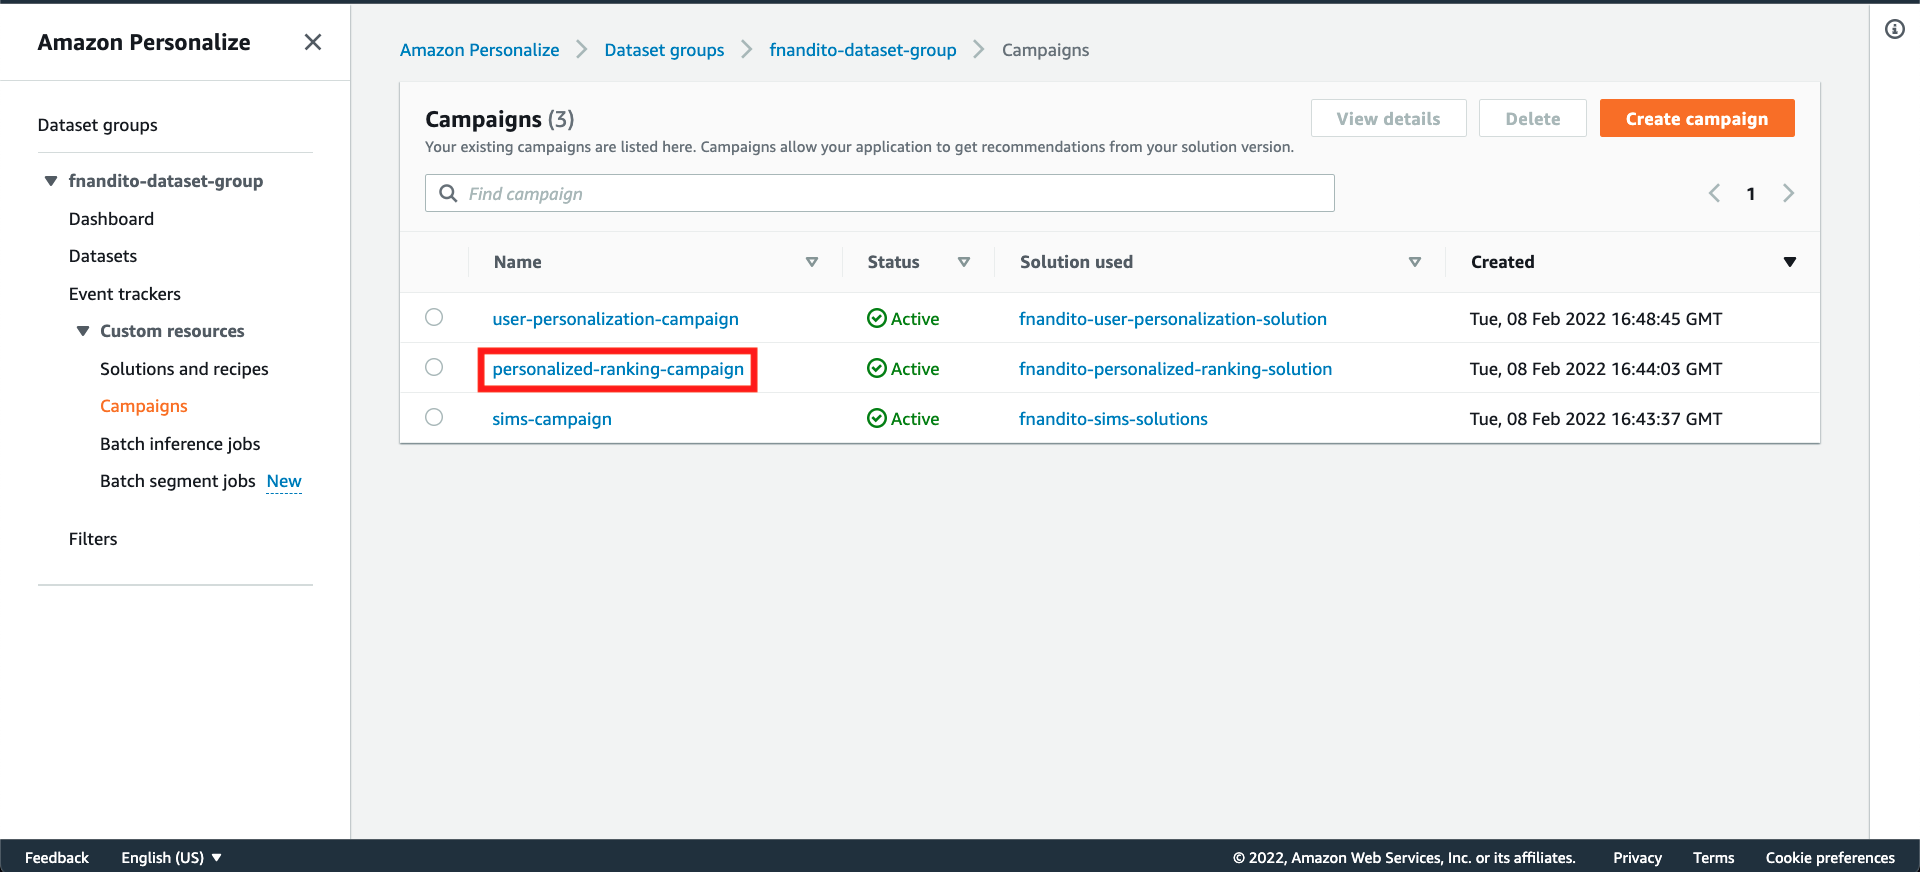 Amazon Personalize
Dataset groups
fnandito-dataset-group
Dashboard
Datasets
Event trackers
Custom resources
Solutions and recipes
Campaigns
Batch inference jobs
Batch segment jobs New
Filters
Amazon Personalize Dataset groups fnandito-dataset-group Campaigns
Campaigns (3)
Your existing campaigns are listed here. Campaigns allow your application to get recommendations from your solution version.
View details Delete Create campaign
Find campaign
1
Name Status Solution used Created
user-personalization-campaign Active fnandito-user-personalization-solution Tue, 08 Feb 2022 16:48:45 GMT
personalized-ranking-campaign Active fnandito-personalized-ranking-solution Tue, 08 Feb 2022 16:44:03 GMT
sims-campaign Active fnandito-sims-solutions Tue, 08 Feb 2022 16:43:37 GMT
Feedback English (US) © 2022, Amazon Web Services, Inc. or its affiliates. Privacy Terms Cookie preferences